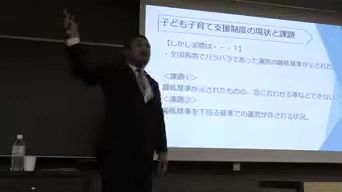 子ども子育て支援制度の現状と課題
【しかし実際は・・・?】
・全国各地でバラバラであった運営の最低基準が示された。
<課題①>
最低基準が示されたものの、急に合わせる事などできない。
<課題②>
最低基準を下回る基準での運営が許される状況。